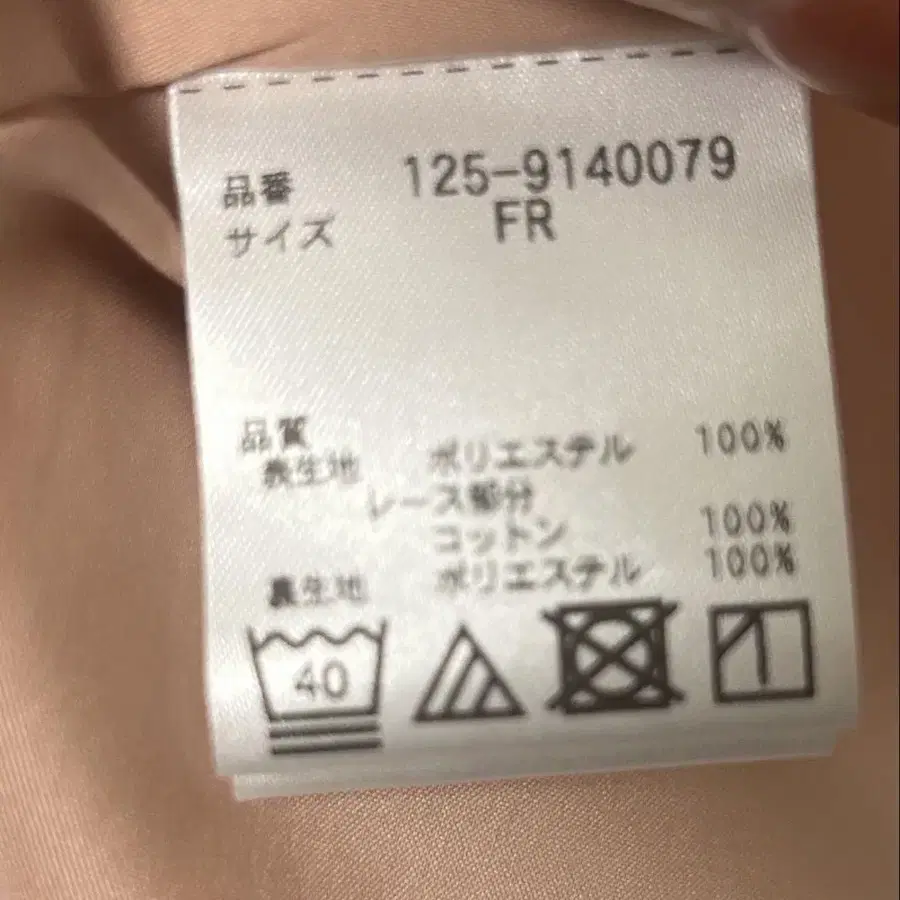 品番 125-9140079
サイズ FR
品質
表生地 ポリエステル 100%
レース部分
コットン 100%
裏生地 ポリエステル 100%
40